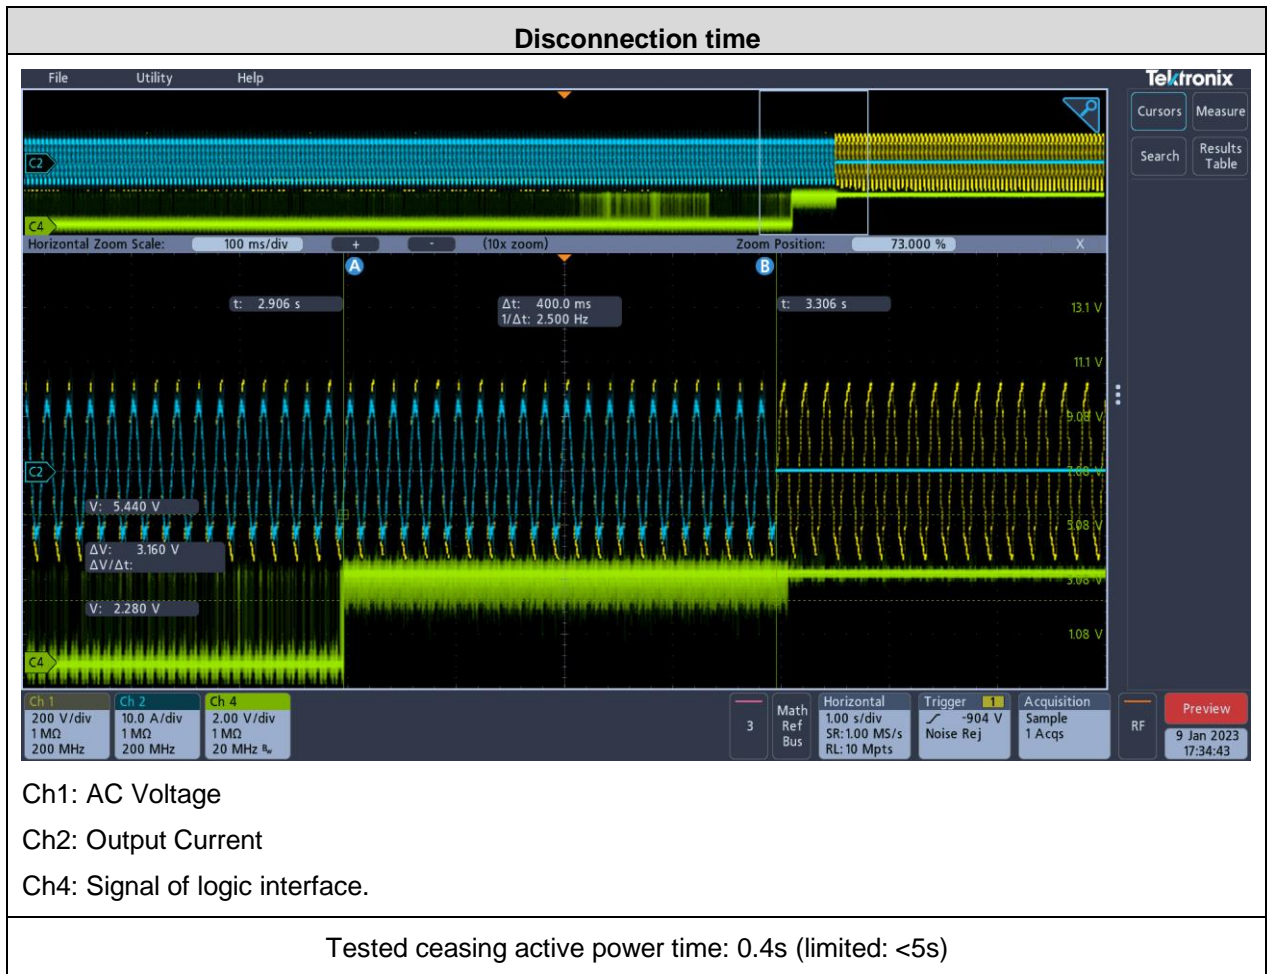 Disconnection time
File Utility Help Tektronix
Cursors Measure
Search Results Table
C2
C4
Horizontal Zoom Scale: 100 ms/div + - (10x zoom) Zoom Position: 73.000 % X
A B
t: 2.906 s Δt: 400.0 ms t: 3.306 s 13.1 V
1/Δt: 2.500 Hz
11.1 V
9.08 V
C2 7.08 V
V: 5.440 V
5.08 V
ΔV: 3.160 V
ΔV/Δt:
3.08 V
V: 2.280 V
1.08 V
C4
Ch 1 Ch 2 Ch 4 Horizontal Trigger 1 Acquisition
200 V/div 10.0 A/div 2.00 V/div 3 Math Ref Bus 1.00 s/div -904 V Sample RF Preview
1 MΩ 1 MΩ 1 MΩ SR: 1.00 MS/s Noise Rej 1 Acqs 9 Jan 2023
200 MHz 200 MHz 20 MHz Bw RL: 10 Mpts 17:34:43
Ch1: AC Voltage
Ch2: Output Current
Ch4: Signal of logic interface.
Tested ceasing active power time: 0.4s (limited: <5s)